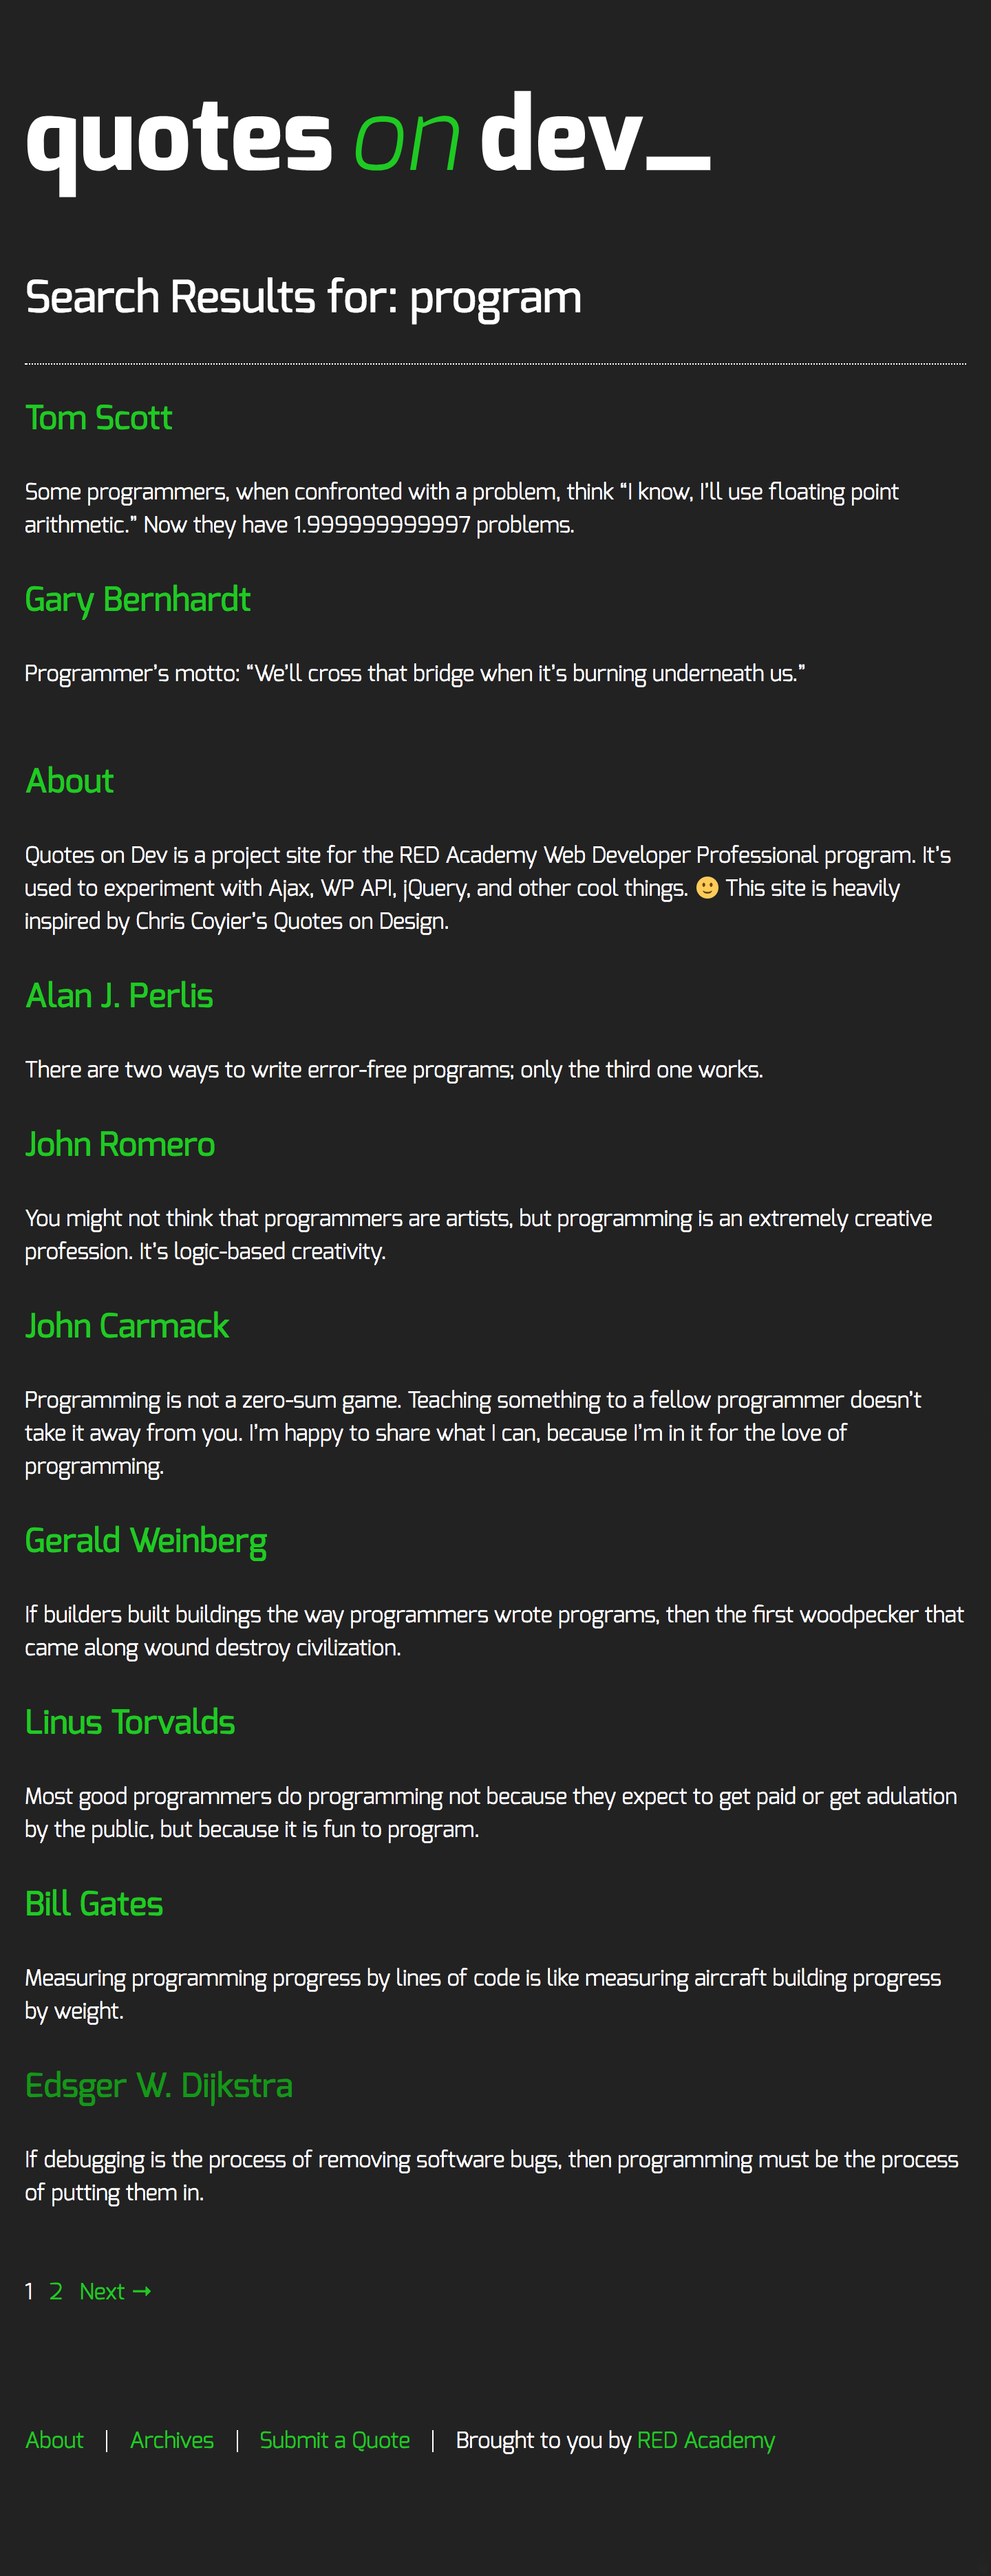 quotes on dev_
Search Results for: program
Tom Scott
Some programmers, when confronted with a problem, think “I know, I’ll use floating point
arithmetic.” Now they have 1.999999999997 problems.
Gary Bernhardt
Programmer’s motto: “We’ll cross that bridge when it’s burning underneath us.”
About
Quotes on Dev is a project site for the RED Academy Web Developer Professional program. It’s
used to experiment with Ajax, WP API, jQuery, and other cool things. 🙂 This site is heavily
inspired by Chris Coyier’s Quotes on Design.
Alan J. Perlis
There are two ways to write error-free programs; only the third one works.
John Romero
You might not think that programmers are artists, but programming is an extremely creative
profession. It’s logic-based creativity.
John Carmack
Programming is not a zero-sum game. Teaching something to a fellow programmer doesn’t
take it away from you. I’m happy to share what I can, because I’m in it for the love of
programming.
Gerald Weinberg
If builders built buildings the way programmers wrote programs, then the first woodpecker that
came along wound destroy civilization.
Linus Torvalds
Most good programmers do programming not because they expect to get paid or get adulation
by the public, but because it is fun to program.
Bill Gates
Measuring programming progress by lines of code is like measuring aircraft building progress
by weight.
Edsger W. Dijkstra
If debugging is the process of removing software bugs, then programming must be the process
of putting them in.
1 2 Next →
About | Archives | Submit a Quote | Brought to you by RED Academy